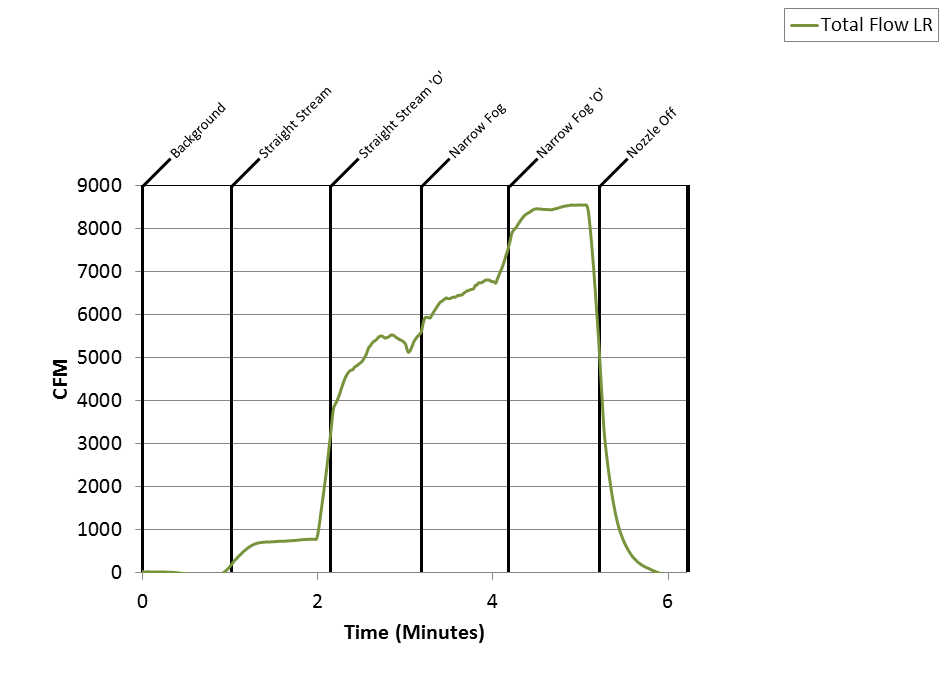 Total Flow LR
Background
Straight Stream
Straight Stream 'O'
Narrow Fog
Narrow Fog 'O'
Nozzle Off
9000
8000
7000
6000
5000
4000
3000
2000
1000
0
CFM
0 2 4 6
Time (Minutes)